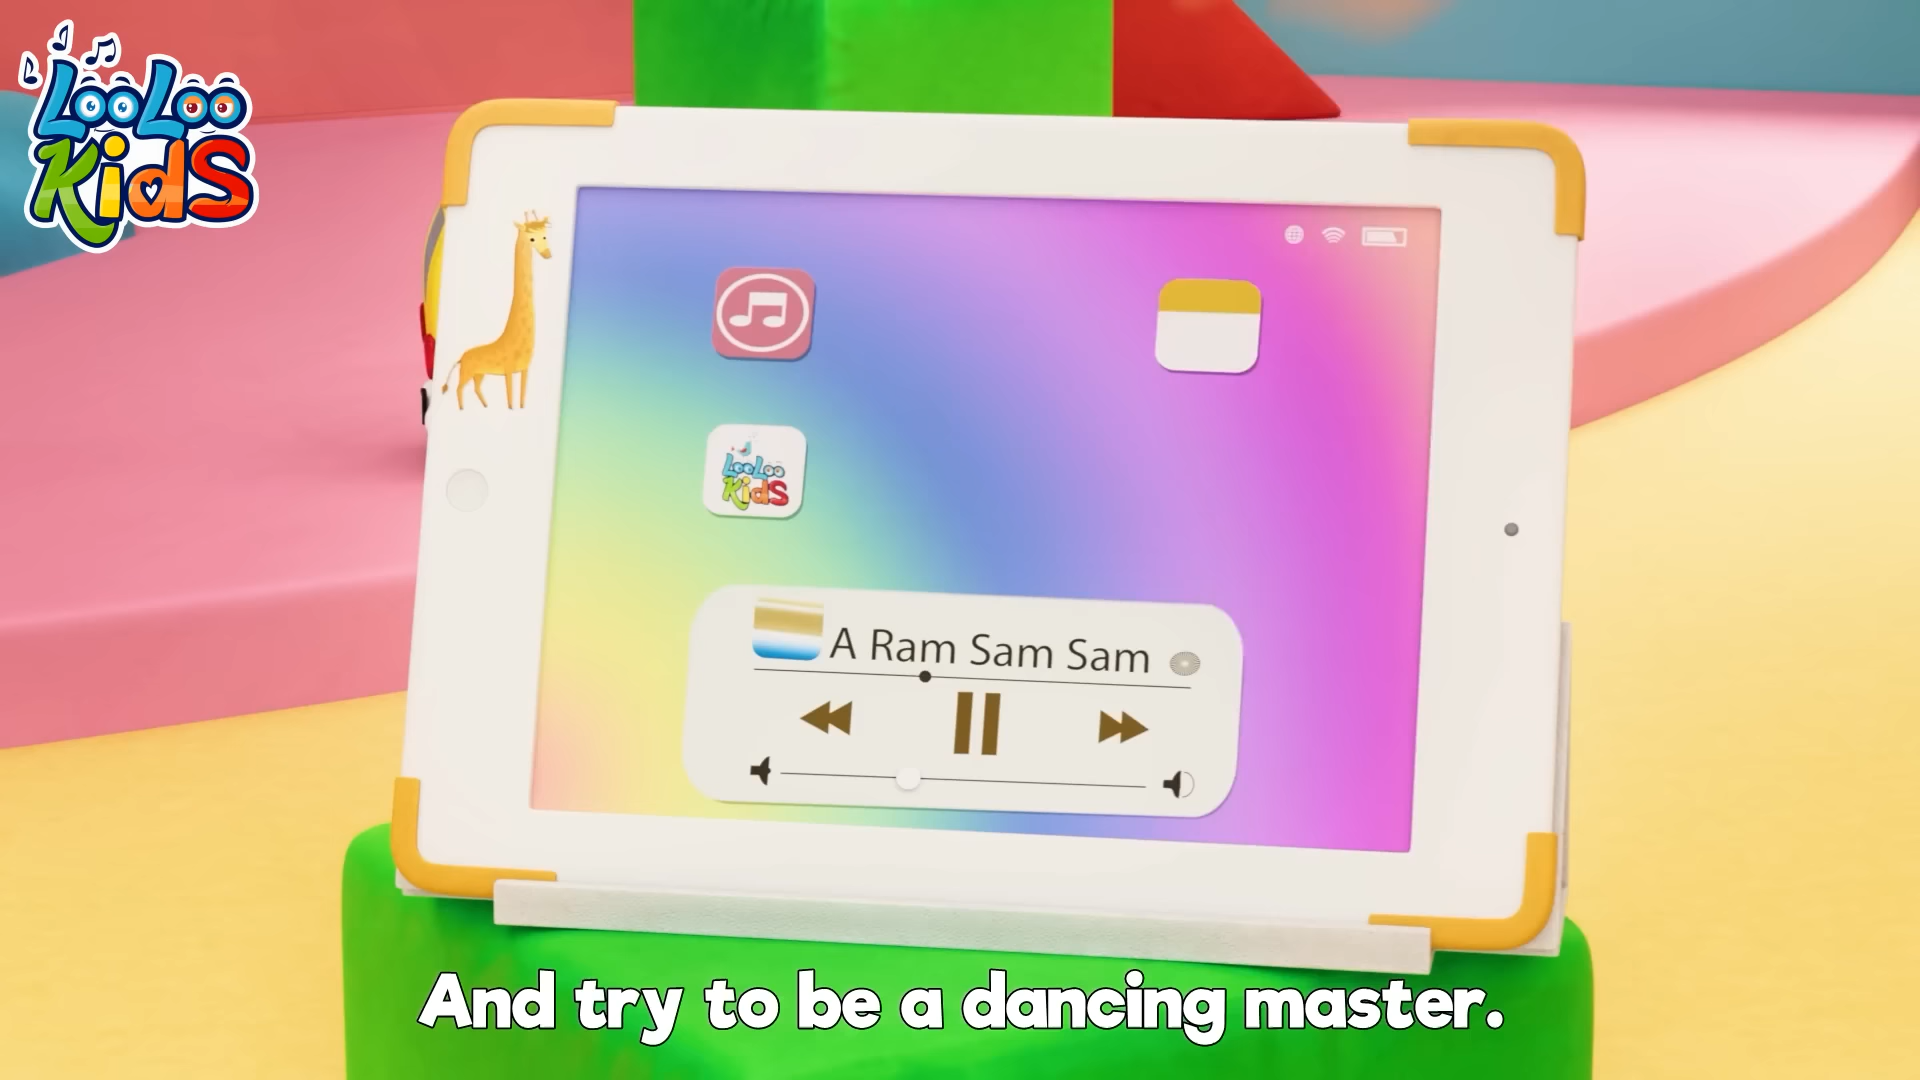 LooLoo
Kids
LooLoo
Kids
A Ram Sam Sam
And try to be a dancing master.